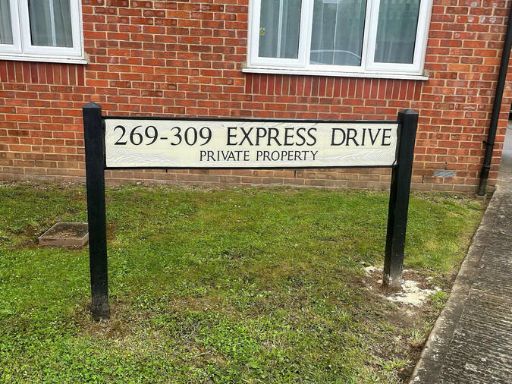 269-309 EXPRESS DRIVE
PRIVATE PROPERTY